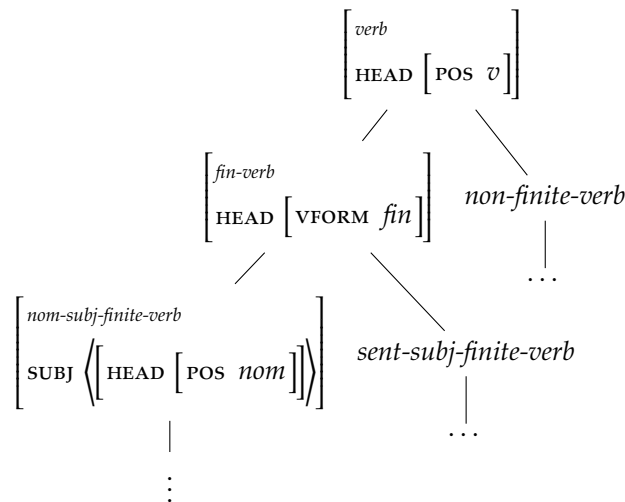 verb
HEAD [POS v]
fin-verb
HEAD [VFORM fin]
non-finite-verb
...
nom-subj-finite-verb
SUBJ ⟨[HEAD [POS nom]]⟩
sent-subj-finite-verb
...
⋮